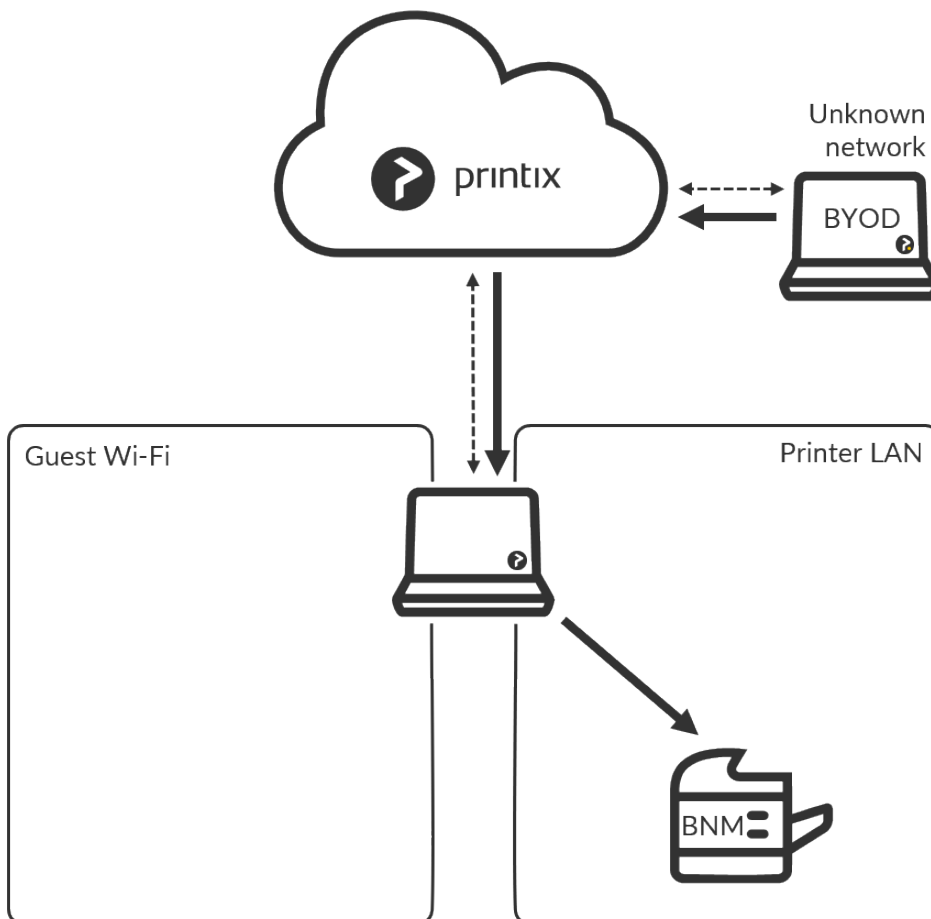 Unknown
network
printix
BYOD
Guest Wi-Fi
Printer LAN
BNM